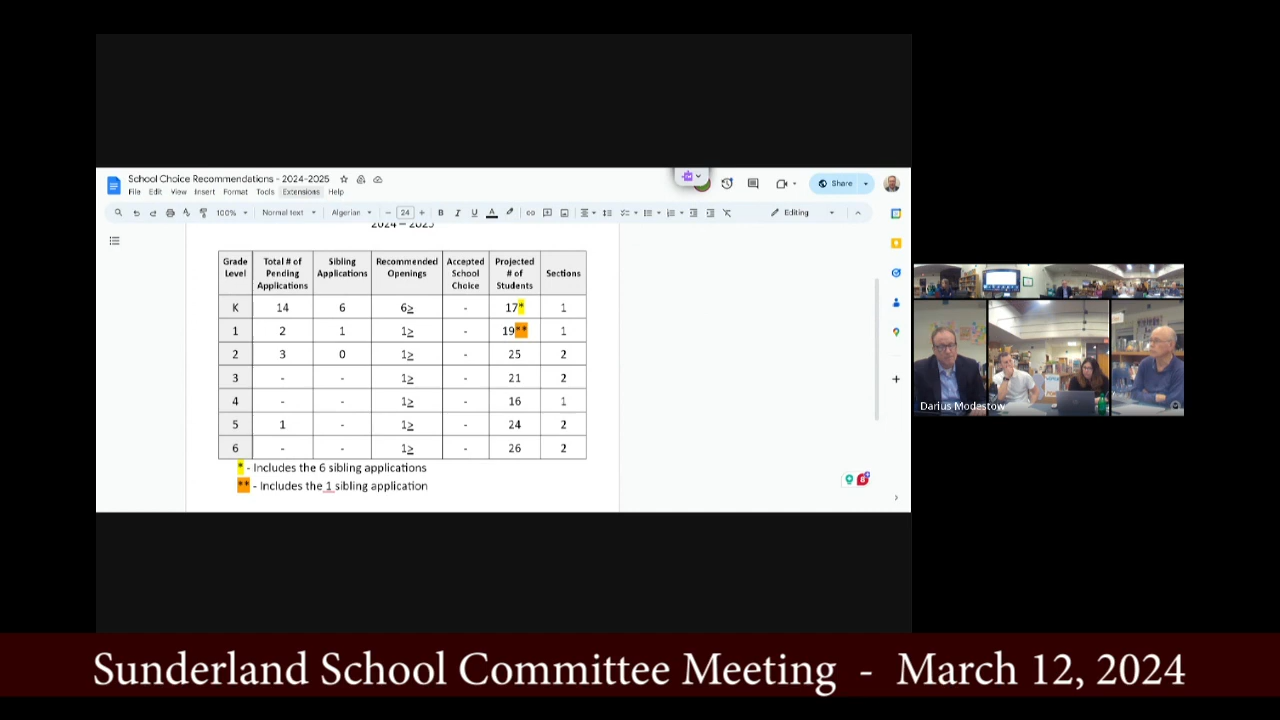 School Choice Recommendations - 2024-2025
File Edit View Insert Format Tools Extensions Help
Share
100% Normal text Algerian 24 B I U A Editing
2024 – 2025
Grade Level Total # of Pending Applications Sibling Applications Recommended Openings Accepted School Choice Projected # of Students Sections
K 14 6 6≥ - 17* 1
1 2 1 1≥ - 19** 1
2 3 0 1≥ - 25 2
3 - - 1≥ - 21 2
4 - - 1≥ - 16 1
5 1 - 1≥ - 24 2
6 - - 1≥ - 26 2
* - Includes the 6 sibling applications
** - Includes the 1 sibling application
Darius Modestow
Sunderland School Committee Meeting - March 12, 2024